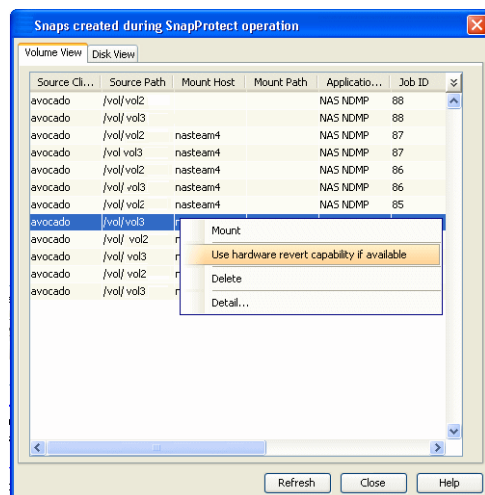 Snaps created during SnapProtect operation
Volume View Disk View
Source Cli... Source Path Mount Host Mount Path Applicatio... Job ID
avocado /vol/vol2 NAS NDMP 88
avocado /vol/vol3 NAS NDMP 88
avocado /vol/vol2 nasteam4 NAS NDMP 87
avocado /vol vol3 nasteam4 NAS NDMP 87
avocado /vol/vol2 nasteam4 NAS NDMP 86
avocado /vol/vol3 nasteam4 NAS NDMP 86
avocado /vol/vol2 nasteam4 NAS NDMP 85
avocado /vol/vol3
avocado /vol/ vol2
avocado /vol/ vol3
avocado /vol/vol2
avocado /vol/ vol3
Mount
Use hardware revert capability if available
Delete
Detail...
Refresh Close Help